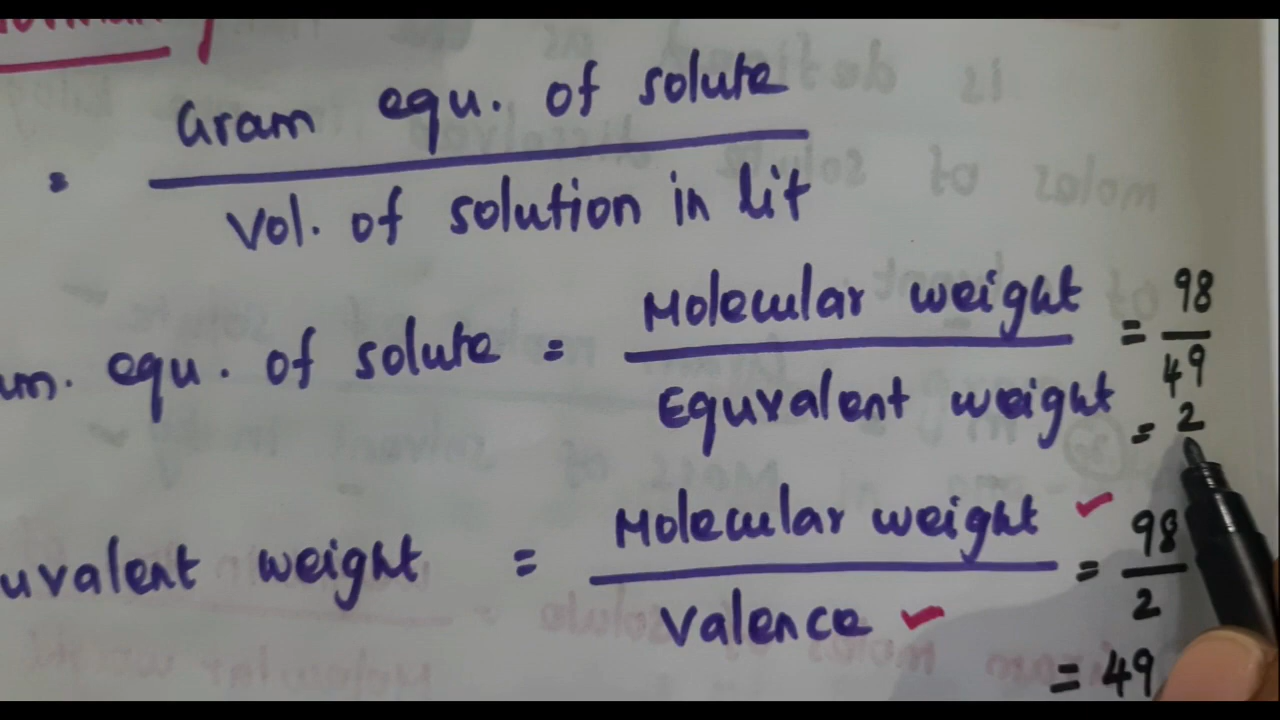 = Gram equ. of solute
Vol. of solution in lit
equ. of solute = Molecular weight = 98
Equvalent weight 49
= 2
uvalent weight = Molecular weight ✓ = 98
Valence ✓ 2
= 49